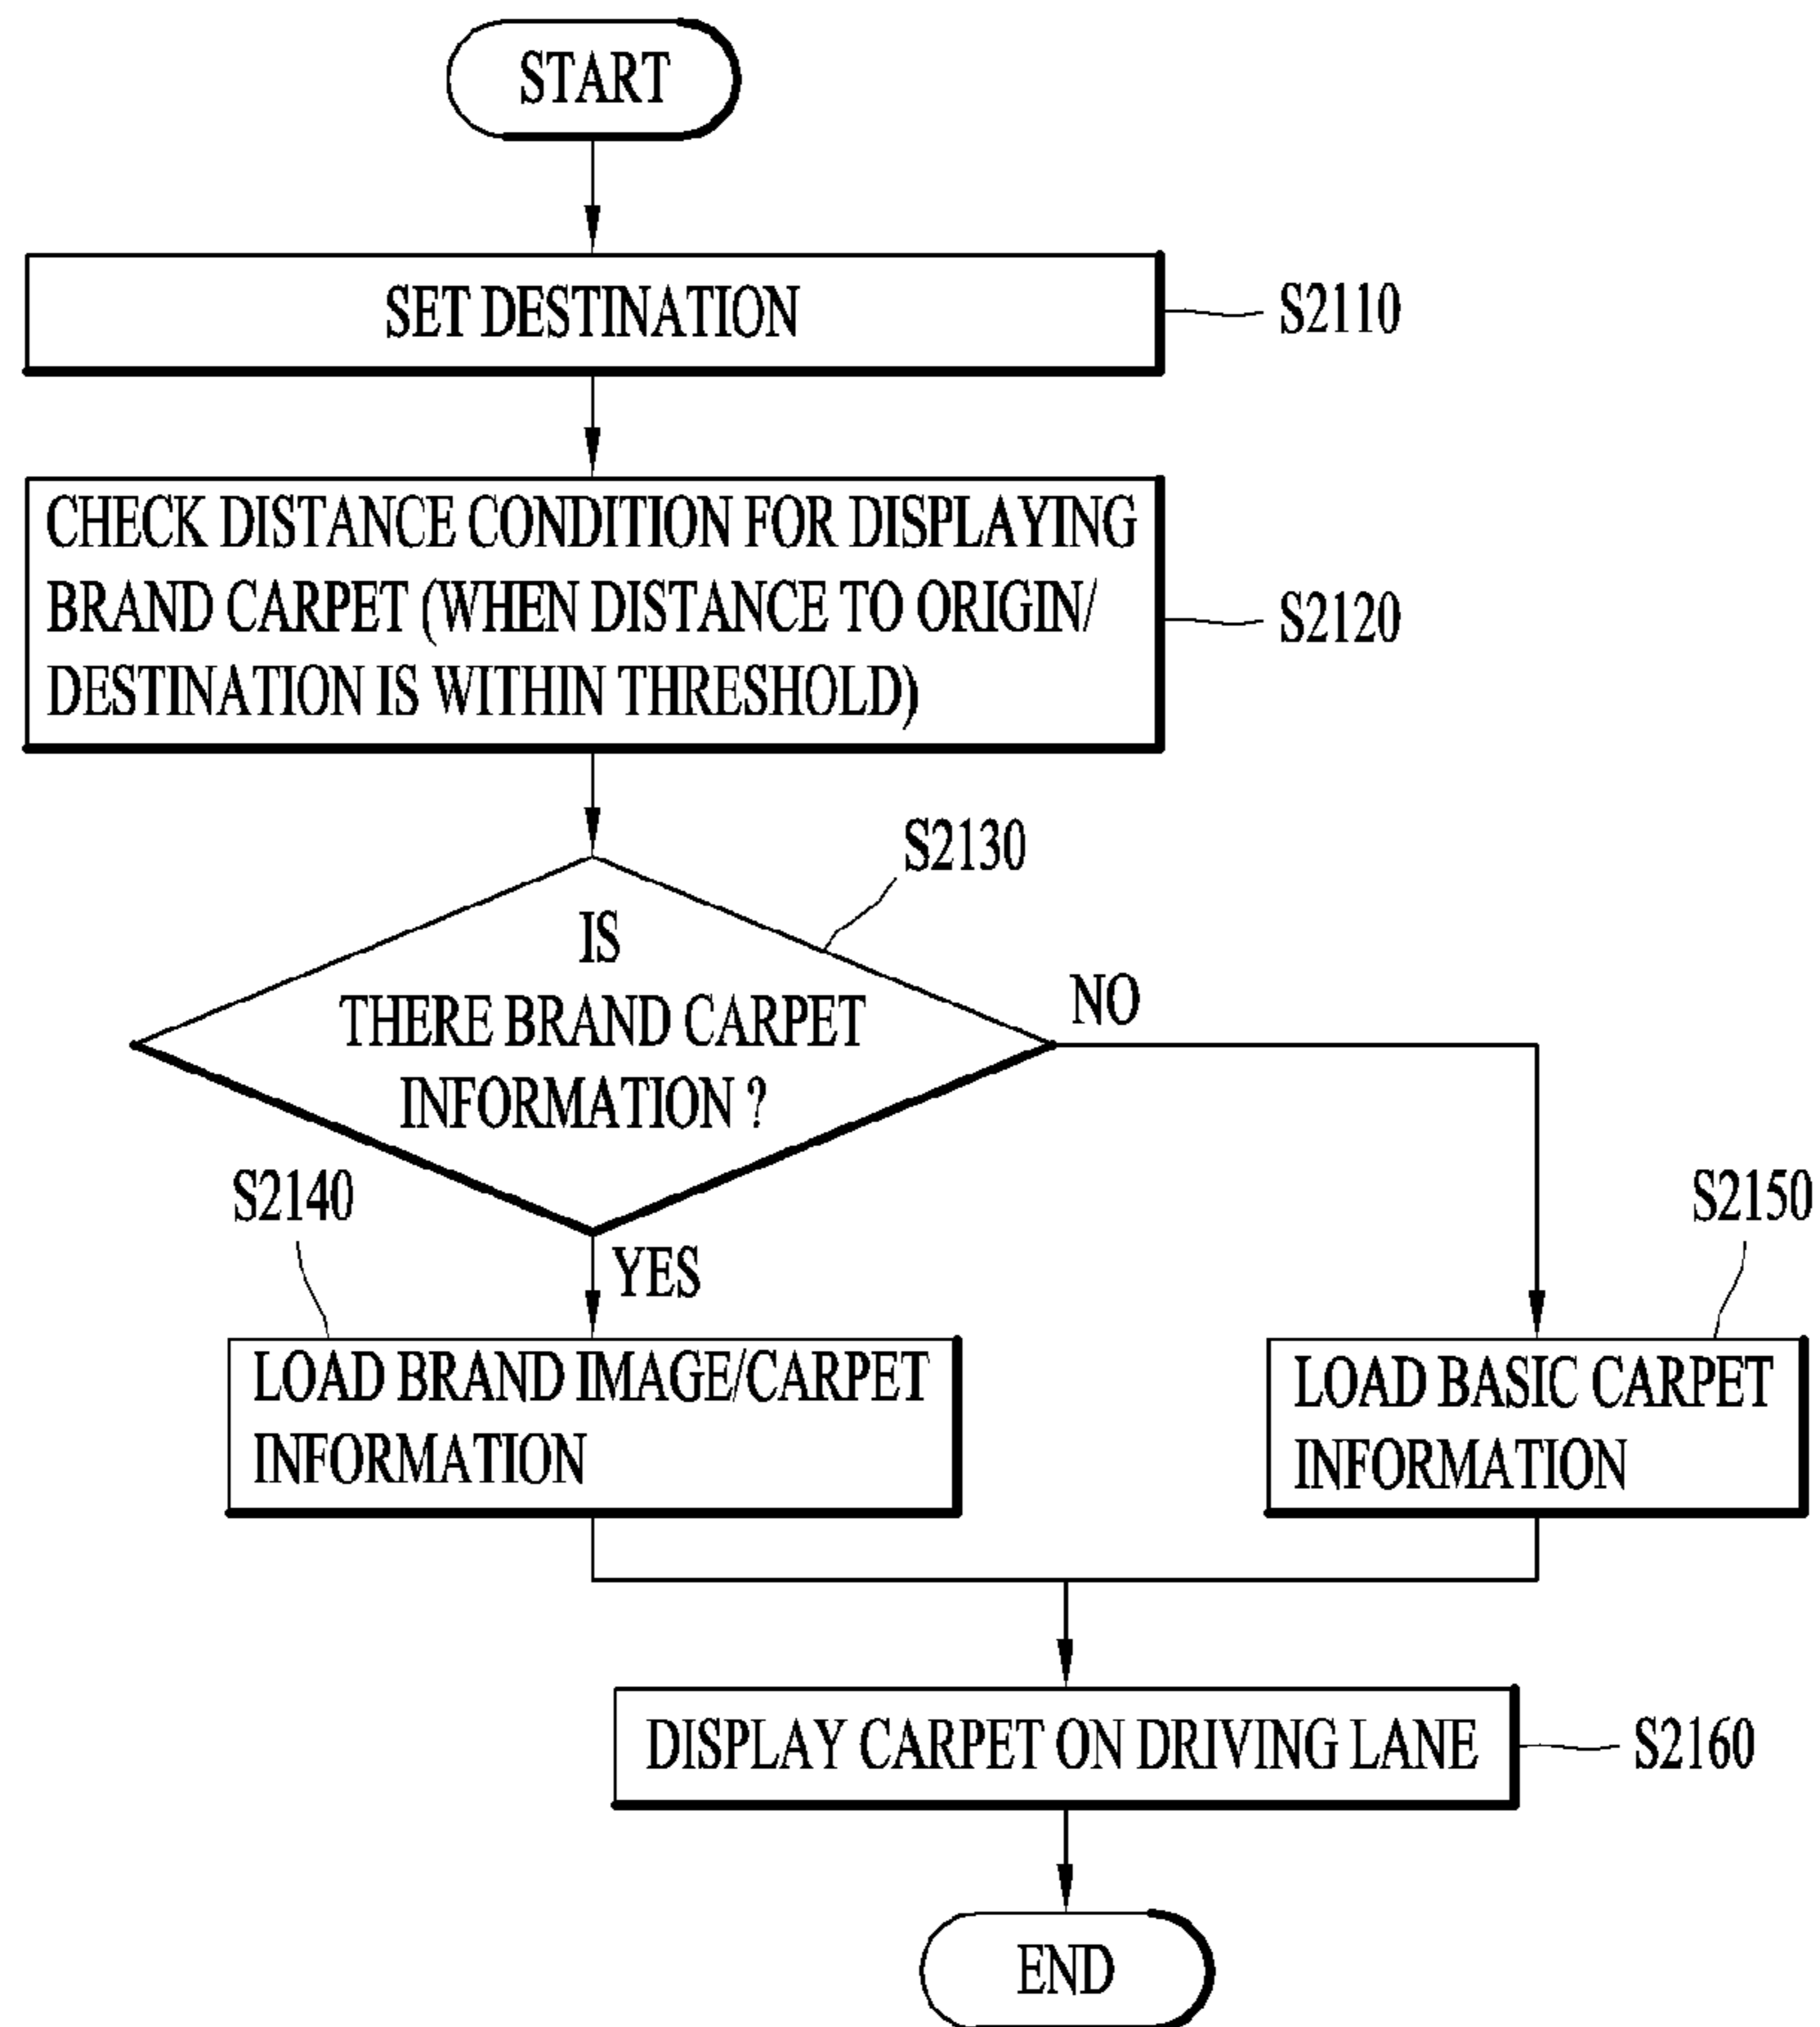 START
SET DESTINATION
S2110
CHECK DISTANCE CONDITION FOR DISPLAYING
BRAND CARPET (WHEN DISTANCE TO ORIGIN/
DESTINATION IS WITHIN THRESHOLD)
S2120
S2130
IS
THERE BRAND CARPET
INFORMATION ?
NO
YES
S2140
LOAD BRAND IMAGE/CARPET
INFORMATION
S2150
LOAD BASIC CARPET
INFORMATION
DISPLAY CARPET ON DRIVING LANE
S2160
END